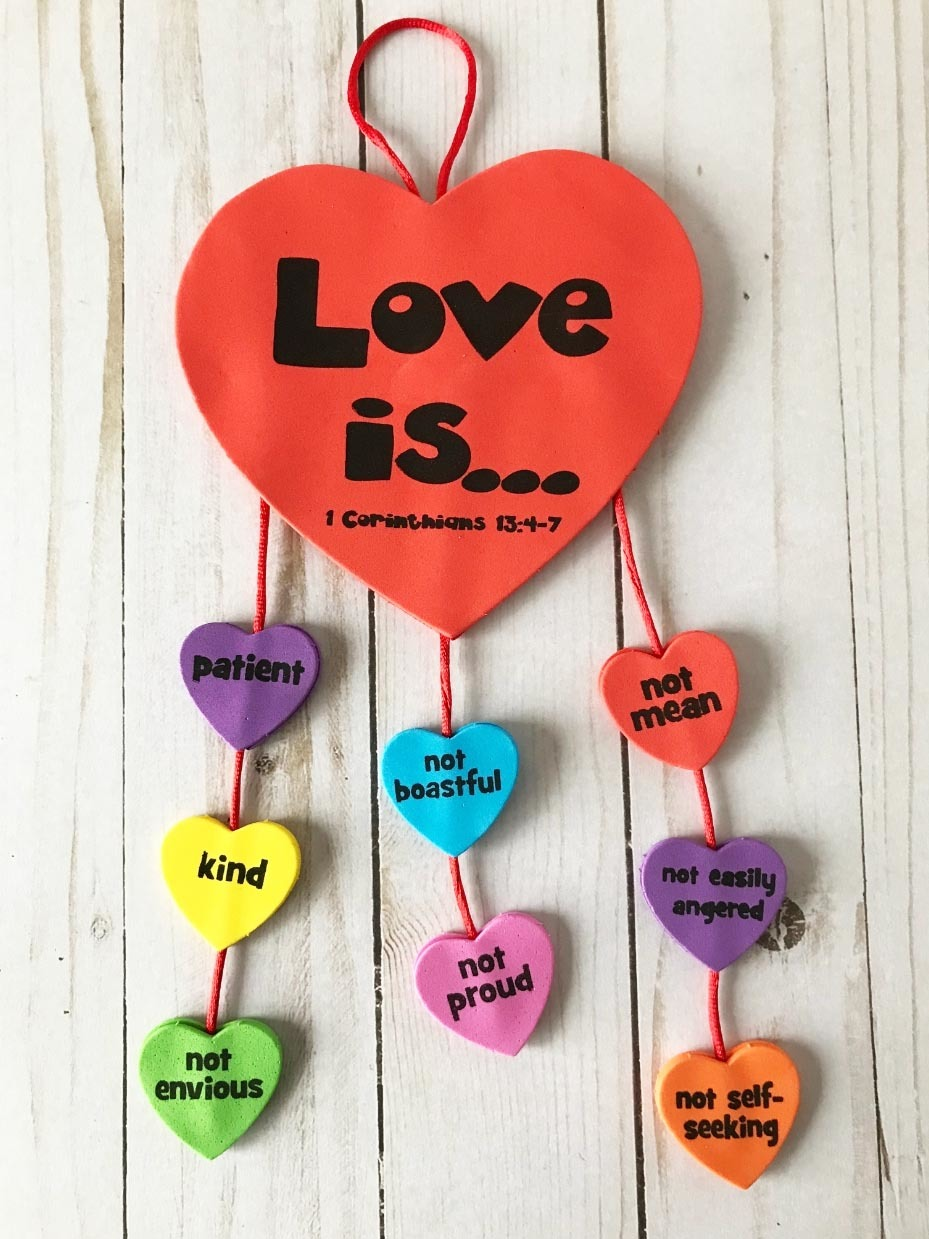 Love
is...
1 Corinthians 13:4-7
patient
kind
not
envious
not
boastful
not
proud
not
mean
not easily
angered
not self-
seeking